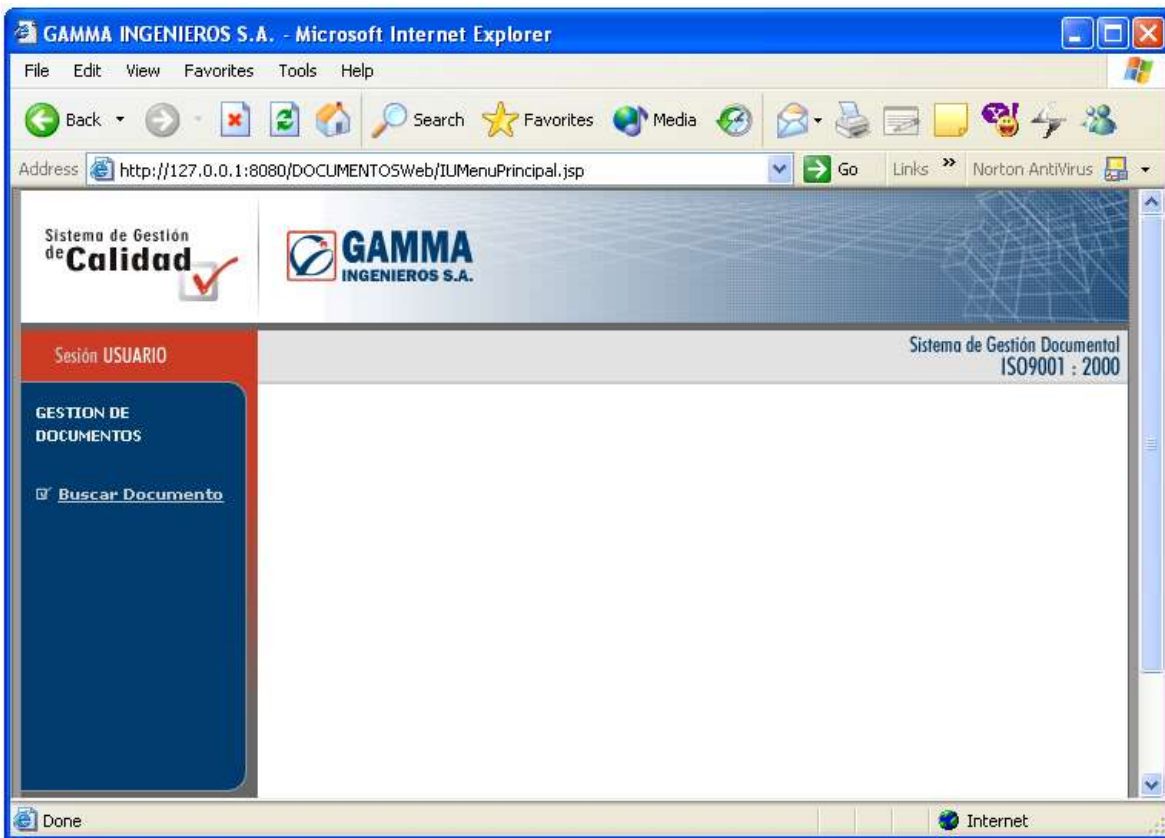 GAMMA INGENIEROS S.A. - Microsoft Internet Explorer
File Edit View Favorites Tools Help
Back Search Favorites Media
Address http://127.0.0.1:8080/DOCUMENTOSWeb/IUMenuPrincipal.jsp Go Links » Norton AntiVirus
Sistema de Gestión
de Calidad
GAMMA
INGENIEROS S.A.
Sesión USUARIO
Sistema de Gestión Documental
ISO9001 : 2000
GESTION DE
DOCUMENTOS
Buscar Documento
Done Internet